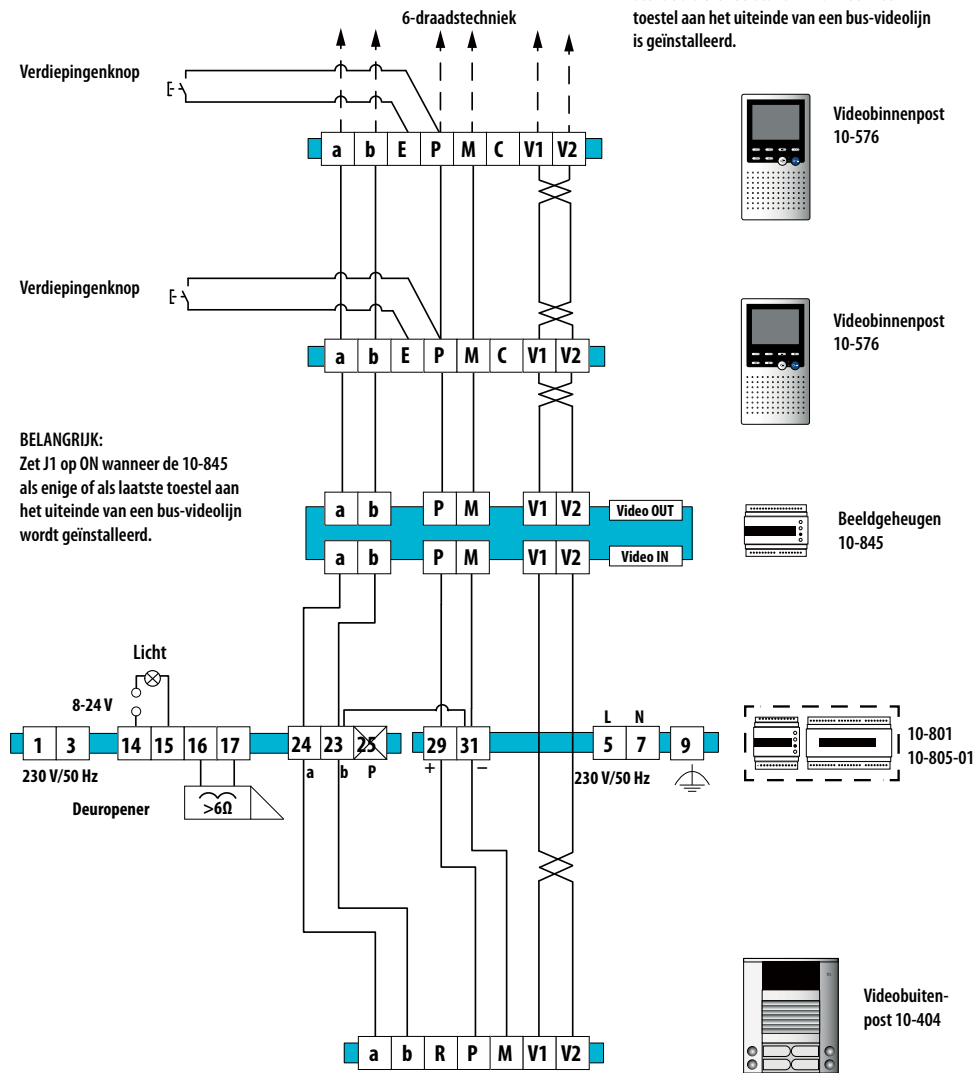 6-draadstechniek
toestel aan het uiteinde van een bus-videolijn
is geïnstalleerd.
Verdiepingenknop
a b E P M C V1 V2
Videobinnenpost
10-576
Verdiepingenknop
a b E P M C V1 V2
Videobinnenpost
10-576
BELANGRIJK:
Zet J1 op ON wanneer de 10-845
als enige of als laatste toestel aan
het uiteinde van een bus-videolijn
wordt geïnstalleerd.
a b P M V1 V2 Video OUT
a b P M V1 V2 Video IN
Beeldgeheugen
10-845
Licht
8-24 V
L N
1 3 14 15 16 17 24 23 25 29 31 5 7 9
a b P + −
230 V/50 Hz
230 V/50 Hz
Deuropener
>6Ω
10-801
10-805-01
Videobuiten-
post 10-404
a b R P M V1 V2